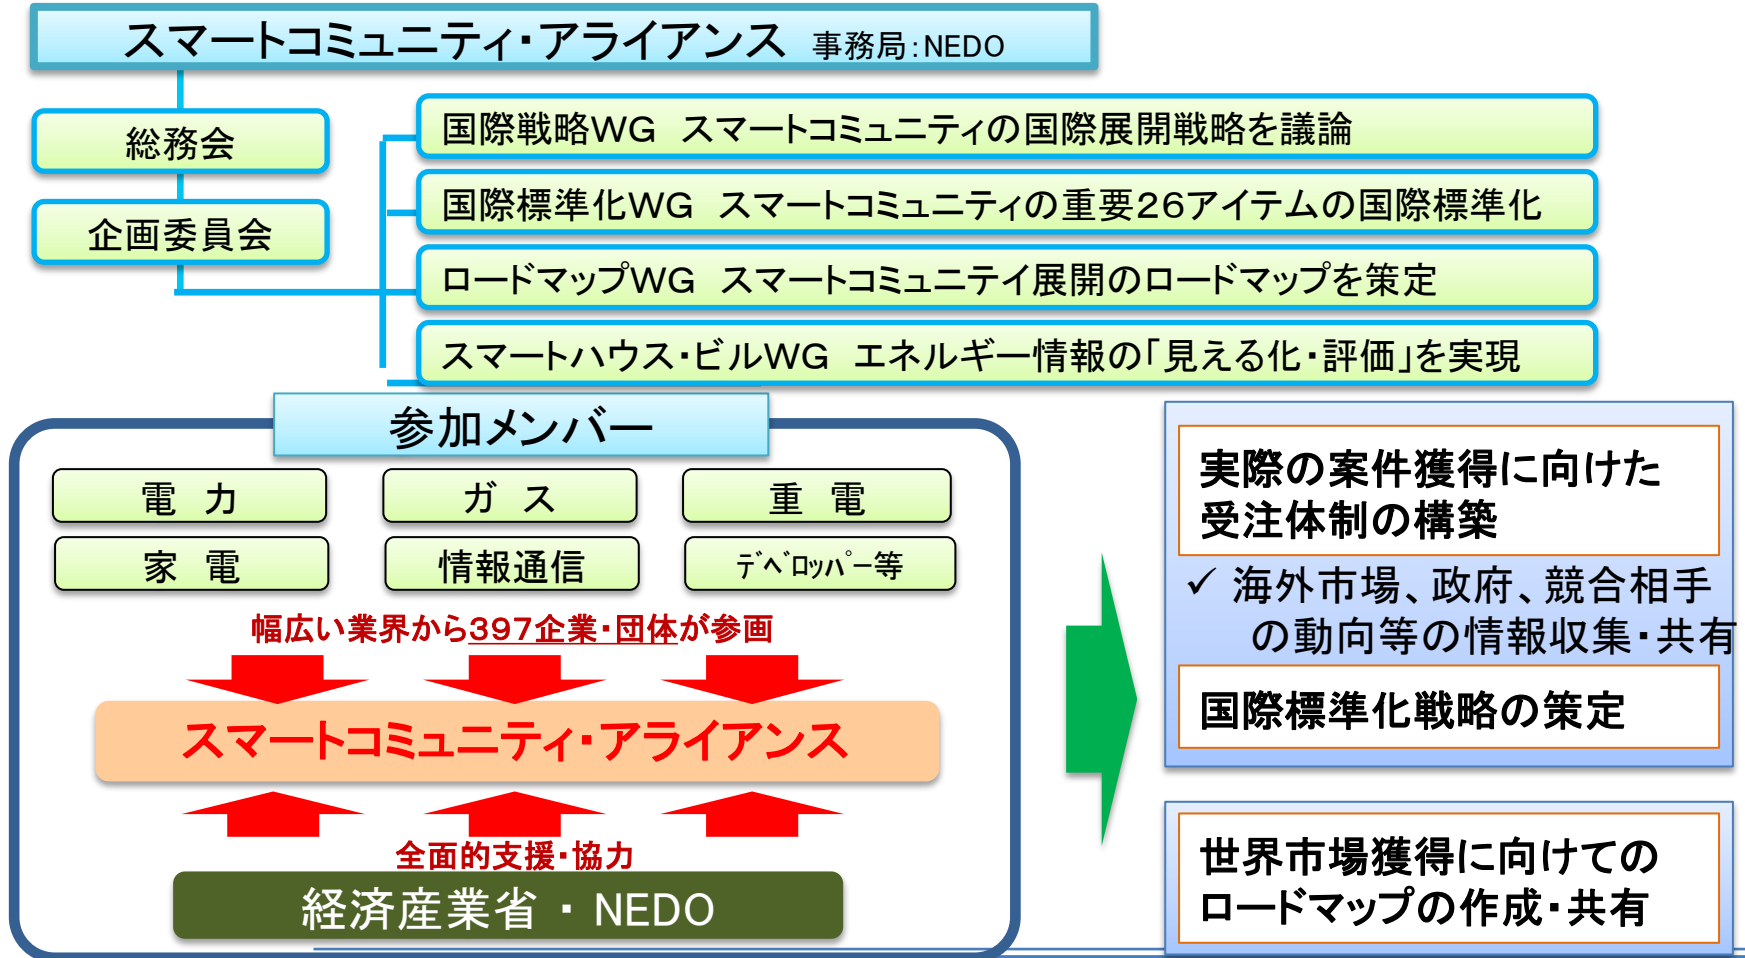 スマートコミュニティ・アライアンス 事務局:NEDO
総務会
企画委員会
国際戦略WG スマートコミュニティの国際展開戦略を議論
国際標準化WG スマートコミュニティの重要26アイテムの国際標準化
ロードマップWG スマートコミュニテイ展開のロードマップを策定
スマートハウス・ビルWG エネルギー情報の「見える化・評価」を実現
参加メンバー
電 力
ガ ス
重 電
家 電
情報通信
ﾃﾞﾍﾞﾛｯﾊﾟｰ等
幅広い業界から397企業・団体が参画
スマートコミュニティ・アライアンス
全面的支援・協力
経済産業省 ・ NEDO
実際の案件獲得に向けた
受注体制の構築
✓ 海外市場、政府、競合相手
の動向等の情報収集・共有
国際標準化戦略の策定
世界市場獲得に向けての
ロードマップの作成・共有